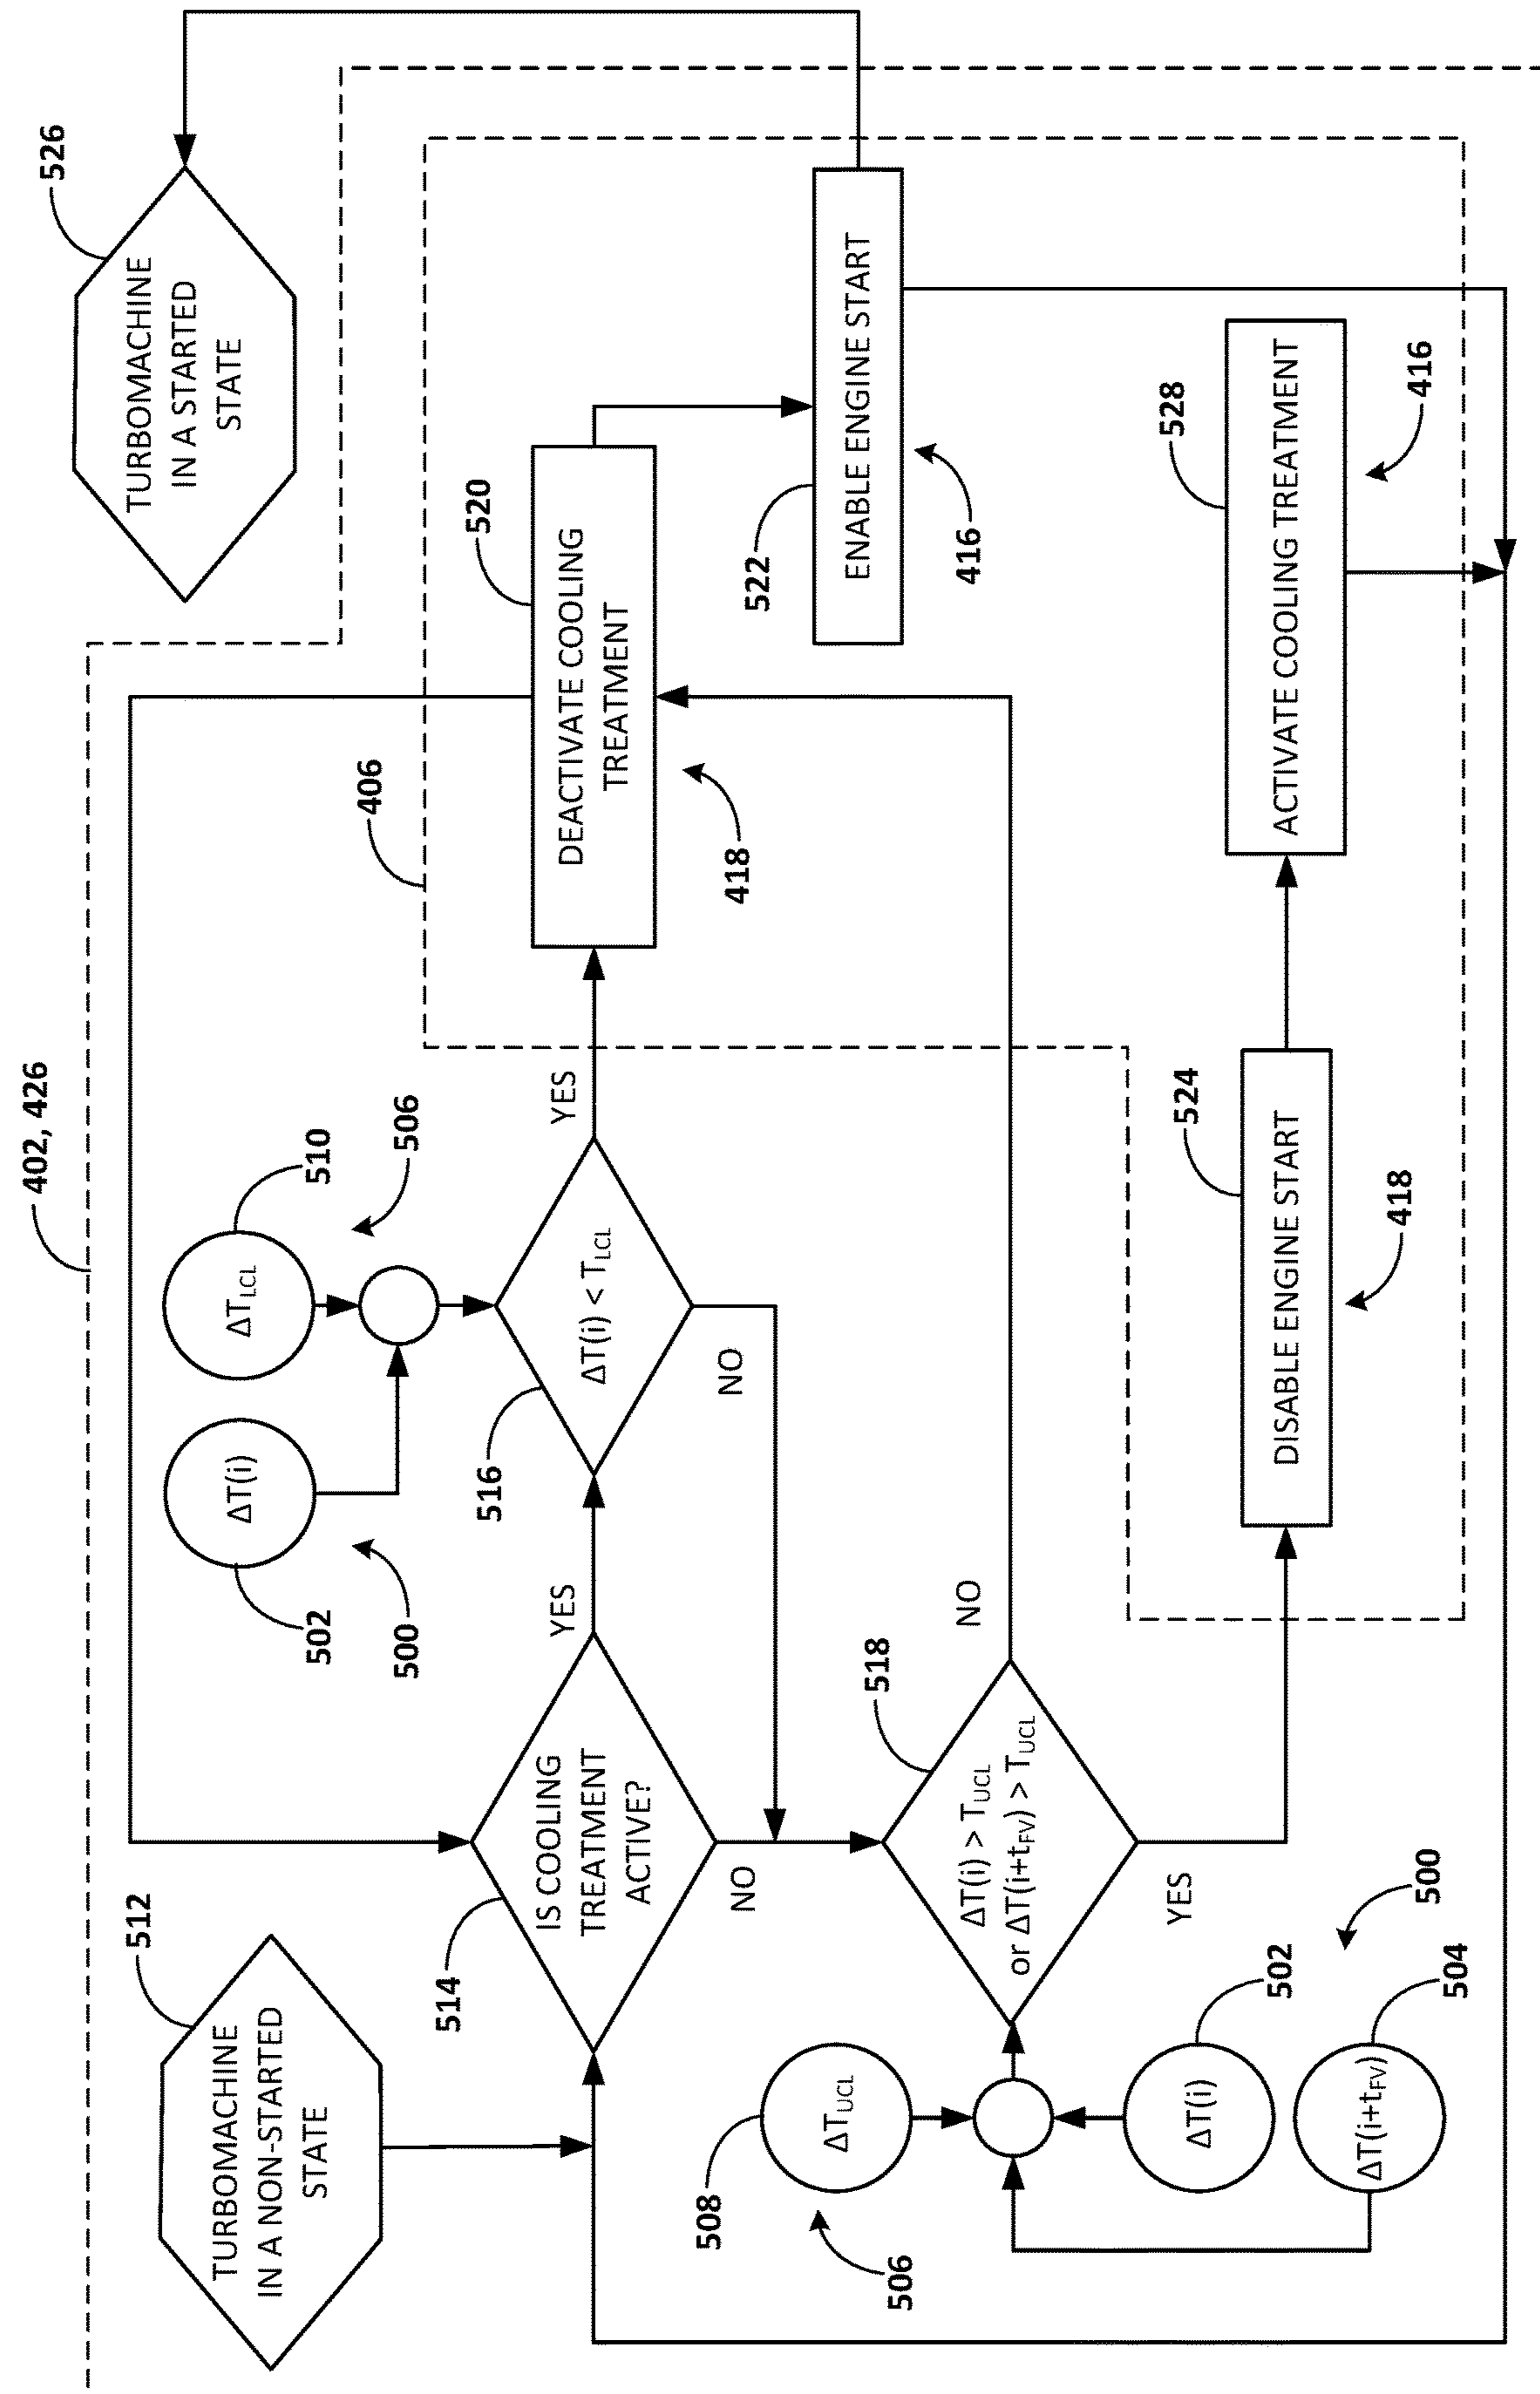 402, 426
512
TURBOMACHINE
IN A NON-STARTED
STATE
526
TURBOMACHINE
IN A STARTED
STATE
502
ΔT(i)
500
510
ΔT_LCL
506
406
514
IS COOLING
TREATMENT
ACTIVE?
YES
NO
516
ΔT(i) < T_LCL
YES
NO
520
DEACTIVATE COOLING
TREATMENT
418
522
ENABLE ENGINE START
416
508
ΔT_UCL
506
518
ΔT(i) > T_UCL
or ΔT(i+t_FV) > T_UCL
NO
YES
502
ΔT(i)
500
504
ΔT(i+t_FV)
524
DISABLE ENGINE START
418
528
ACTIVATE COOLING TREATMENT
416